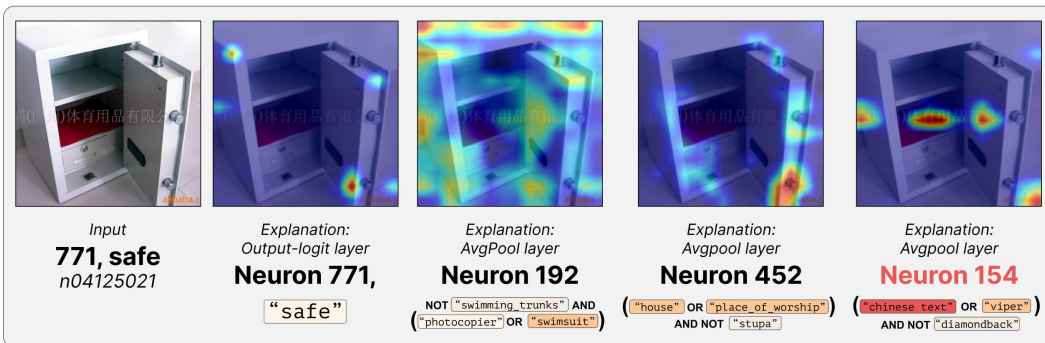 体育用品有限公
Input
771, safe
n04125021
Explanation:
Output-logit layer
Neuron 771,
“safe”
Explanation:
AvgPool layer
Neuron 192
NOT “swimming_trunks” AND
(“photocopier” OR “swimsuit”)
Explanation:
Avgpool layer
Neuron 452
(“house” OR “place_of_worship”)
AND NOT “stupa”
Explanation:
Avgpool layer
Neuron 154
(“chinese text” OR “viper”)
AND NOT “diamondback”